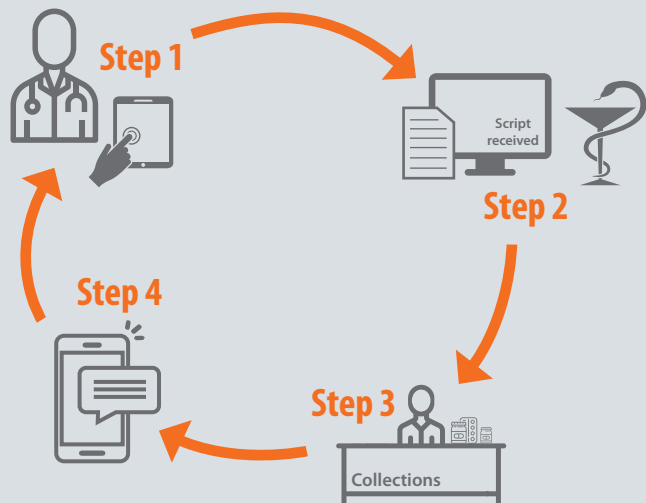 Step 1
Script
received
Step 2
Step 4
Step 3
Collections